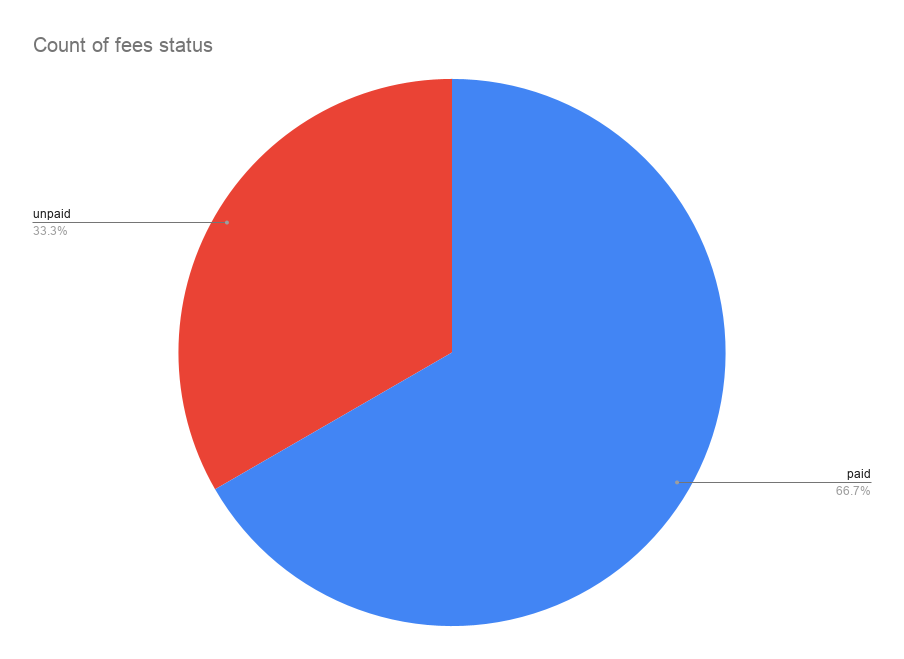 Count of fees status
unpaid
33.3%
paid
66.7%